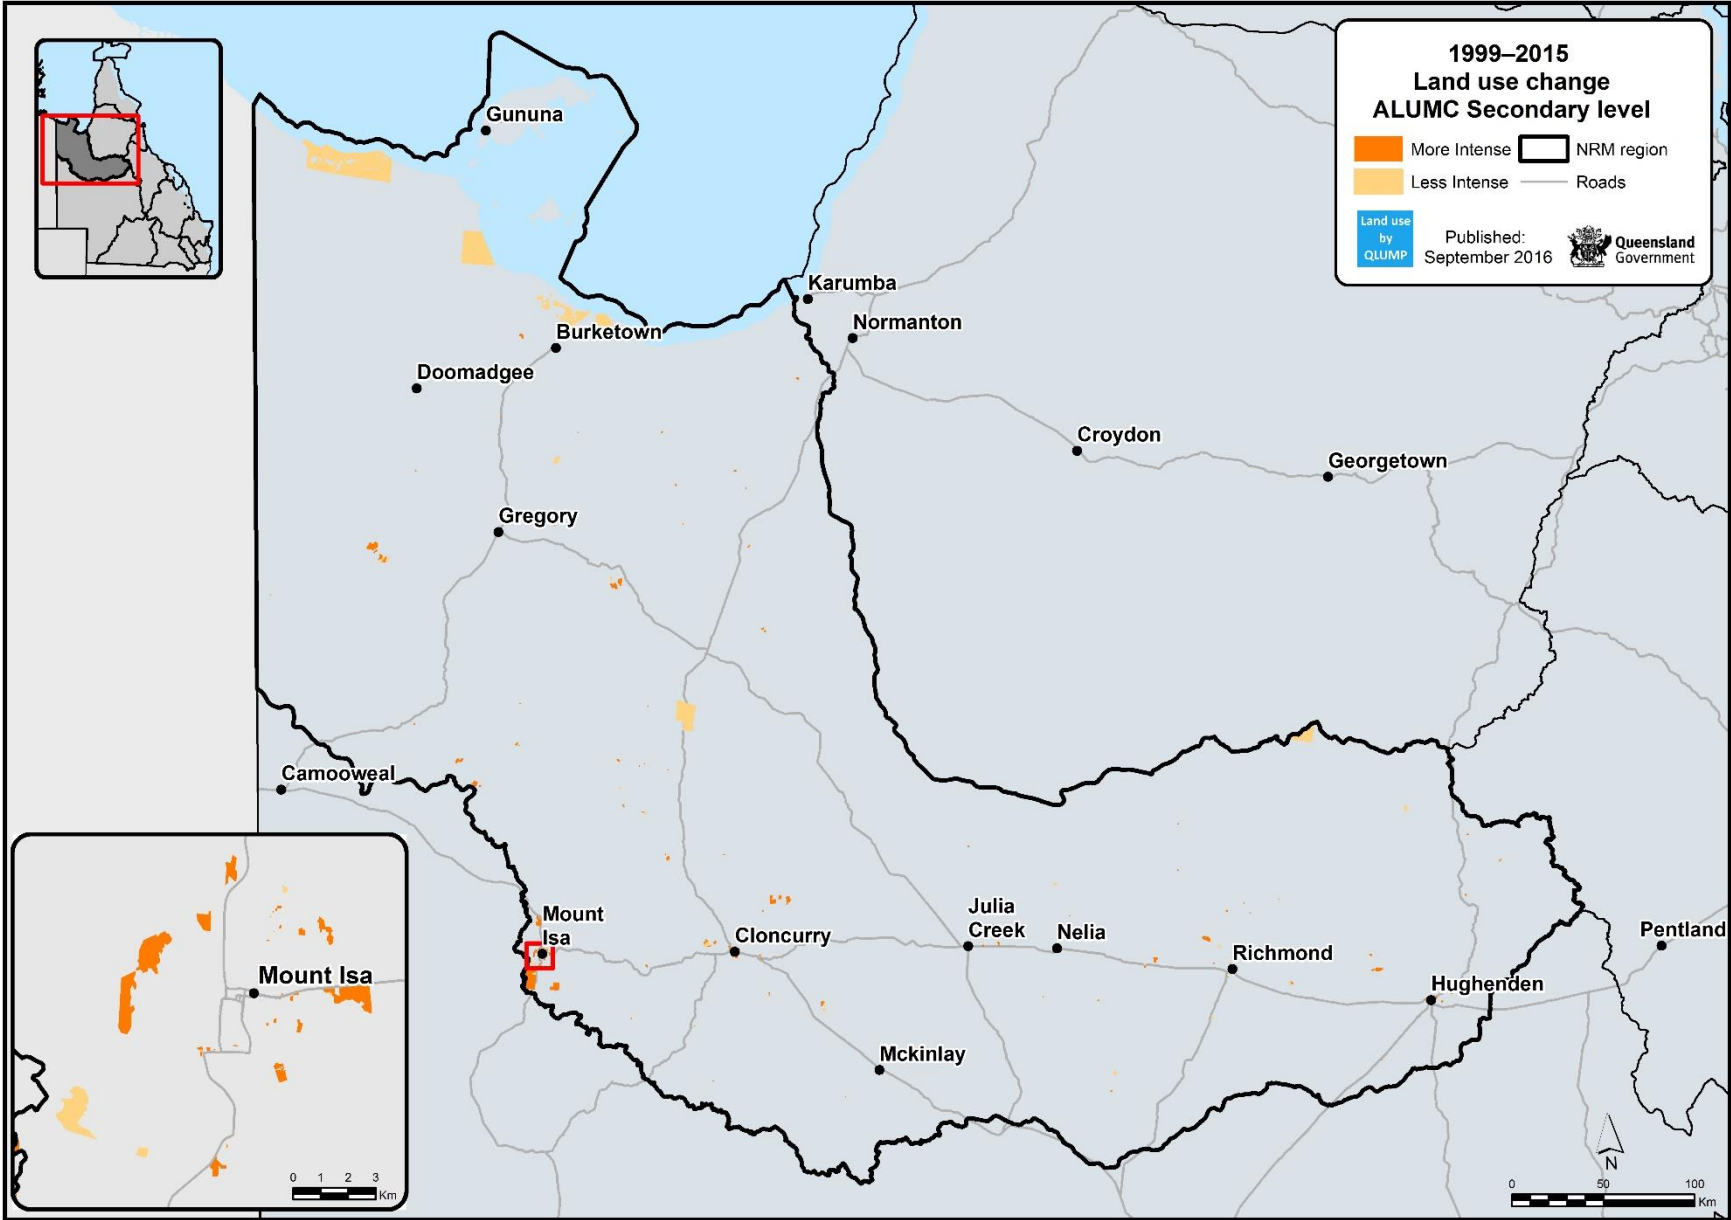 1999–2015
Land use change
ALUMC Secondary level
More Intense
NRM region
Less Intense
Roads
Land use
by
QLUMP
Published:
September 2016
Queensland
Government
Gununa
Karumba
Normanton
Burketown
Doomadgee
Croydon
Georgetown
Gregory
Camooweal
Mount
Isa
Cloncurry
Julia
Creek
Nelia
Richmond
Pentland
Hughenden
Mckinlay
Mount Isa
0 1 2 3
Km
N
0 50 100
Km